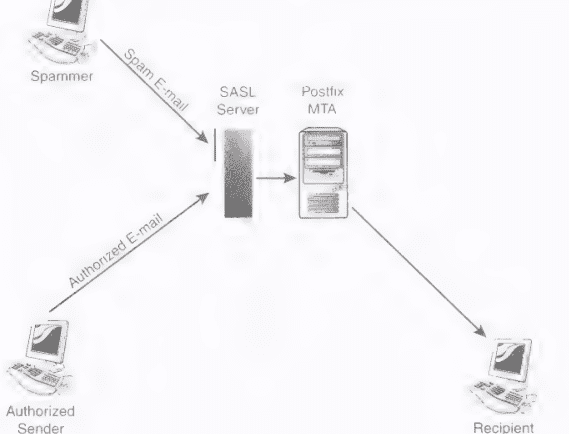 Spammer
Spam E-mail
SASL
Server
Postfix
MTA
Authorized E-mail
Authorized
Sender
Recipient